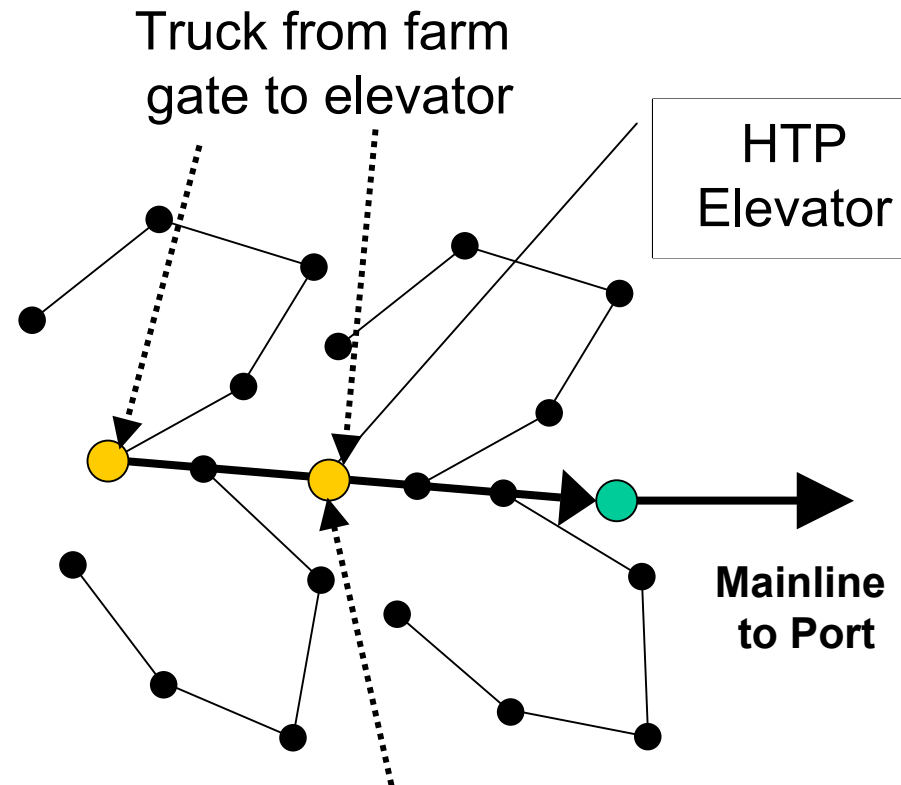 Truck from farm
gate to elevator
HTP
Elevator
Mainline
to Port